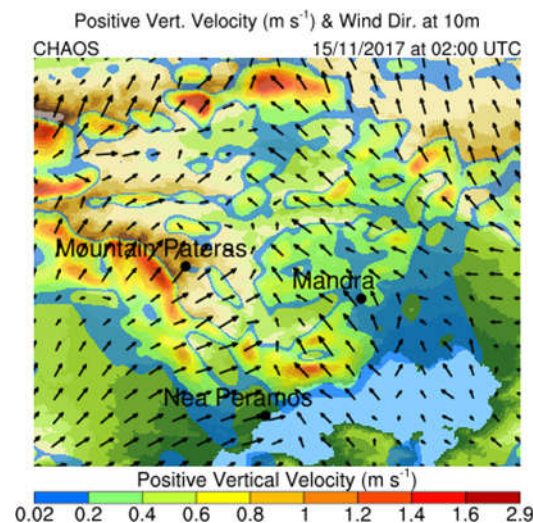 Positive Vert. Velocity (m s⁻¹) & Wind Dir. at 10m
CHAOS 15/11/2017 at 02:00 UTC
Mountain Pateras
Mandra
Nea Peramos
Positive Vertical Velocity (m s⁻¹)
0.02 0.2 0.4 0.6 0.8 1 1.2 1.4 1.6 2.9